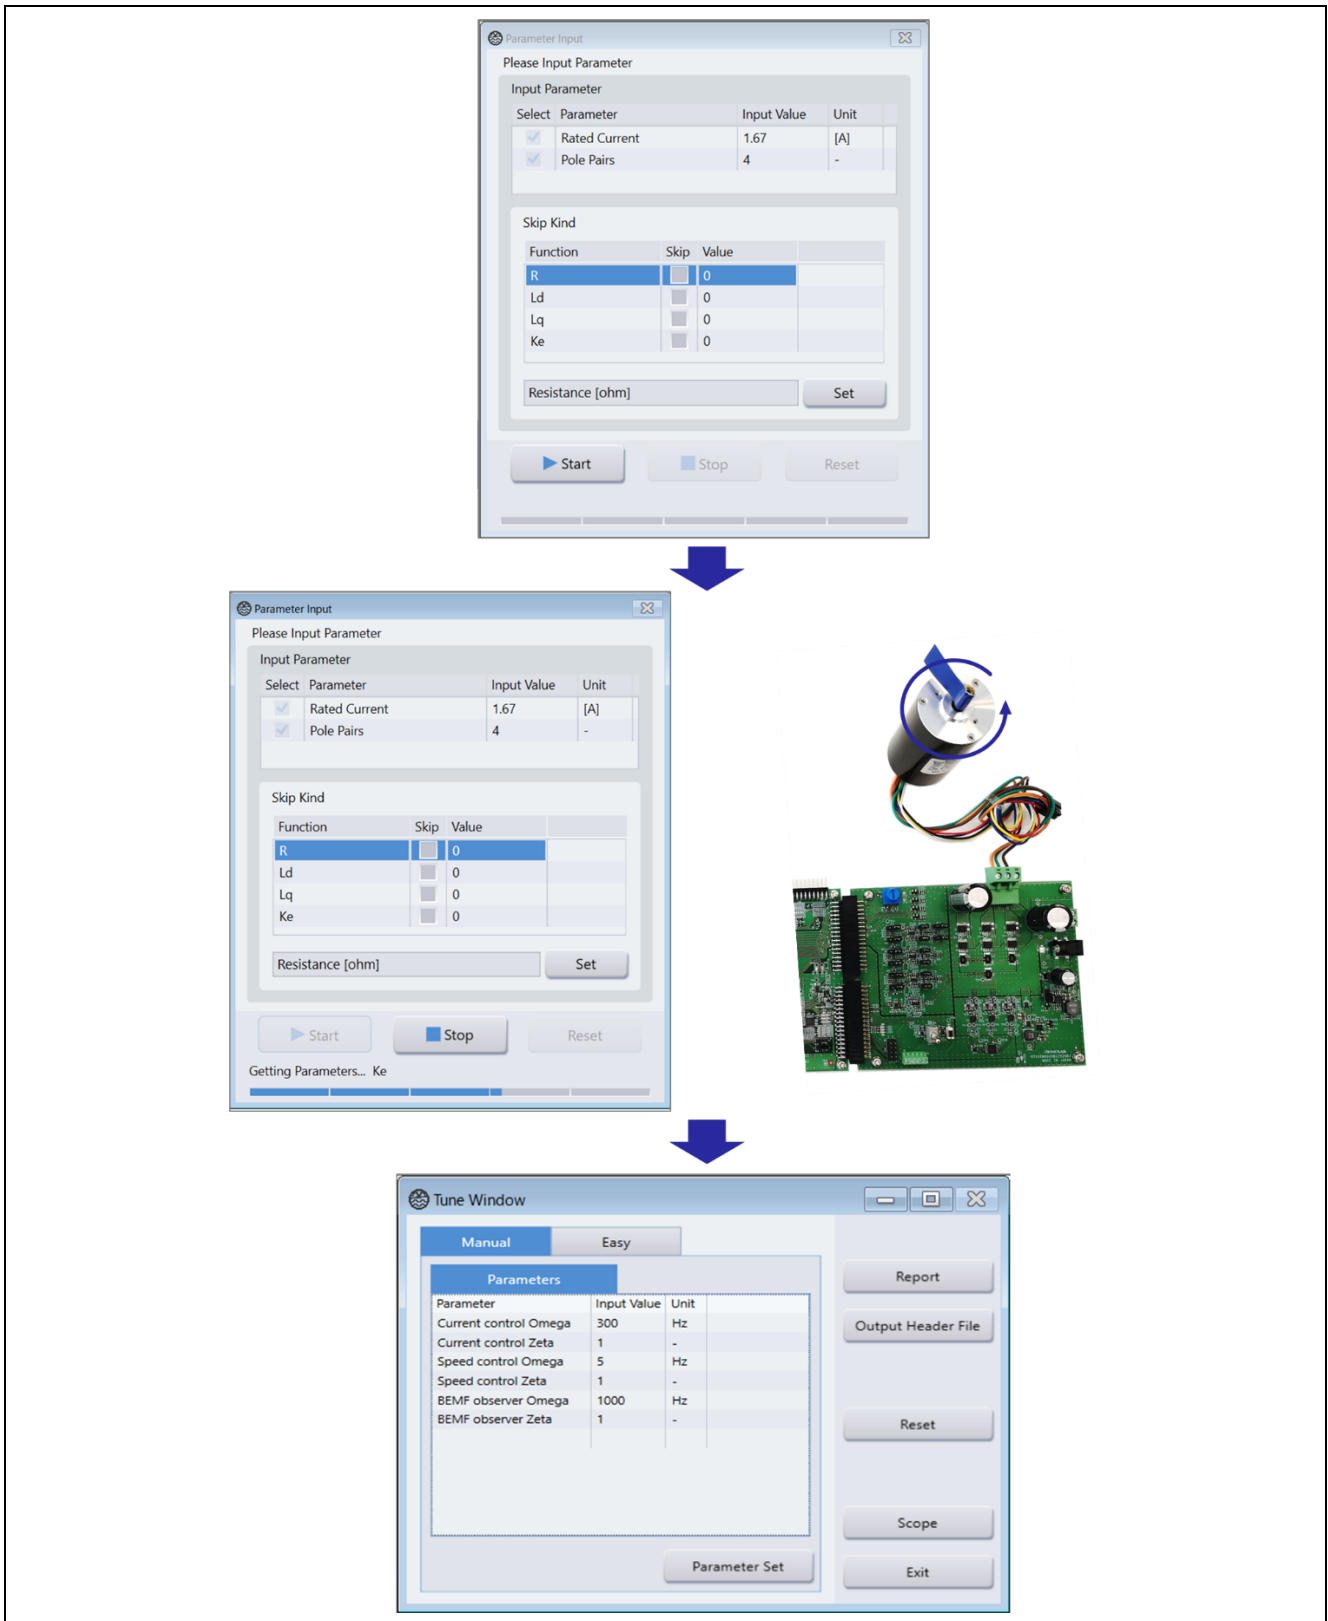 Parameter Input
Please Input Parameter
Input Parameter
Select Parameter Input Value Unit
Rated Current 1.67 [A]
Pole Pairs 4 -
Skip Kind
Function Skip Value
R 0
Ld 0
Lq 0
Ke 0
Resistance [ohm] Set
Start Stop Reset
Parameter Input
Please Input Parameter
Input Parameter
Select Parameter Input Value Unit
Rated Current 1.67 [A]
Pole Pairs 4 -
Skip Kind
Function Skip Value
R 0
Ld 0
Lq 0
Ke 0
Resistance [ohm] Set
Start Stop Reset
Getting Parameters... Ke
Tune Window
Manual Easy
Parameters
Parameter Input Value Unit
Current control Omega 300 Hz
Current control Zeta 1 -
Speed control Omega 5 Hz
Speed control Zeta 1 -
BEMF observer Omega 1000 Hz
BEMF observer Zeta 1 -
Parameter Set
Report
Output Header File
Reset
Scope
Exit